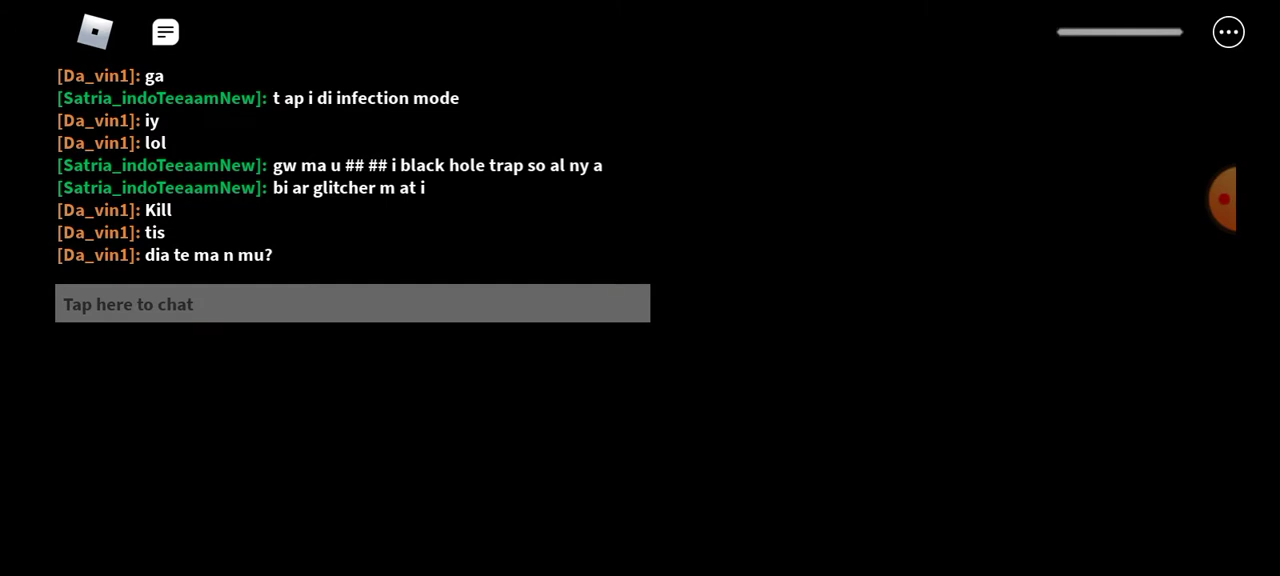 [Da_vin1]: ga
[Satria_indoTeeaamNew]: t ap i di infection mode
[Da_vin1]: iy
[Da_vin1]: lol
[Satria_indoTeeaamNew]: gw ma u ## ## i black hole trap so al ny a
[Satria_indoTeeaamNew]: bi ar glitcher m at i
[Da_vin1]: Kill
[Da_vin1]: tis
[Da_vin1]: dia te ma n mu?
Tap here to chat